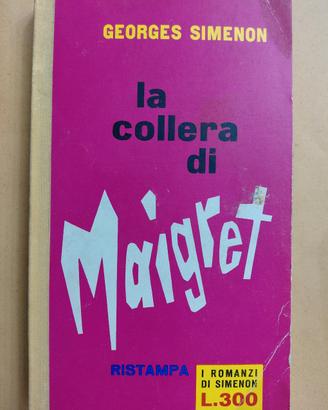 GEORGES SIMENON
la
collera
di
Maigret
RISTAMPA
I ROMANZI
DI SIMENON
L.300